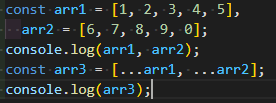 const arr1 = [1, 2, 3, 4, 5],
  arr2 = [6, 7, 8, 9, 0];
console.log(arr1, arr2);
const arr3 = [...arr1, ...arr2];
console.log(arr3);